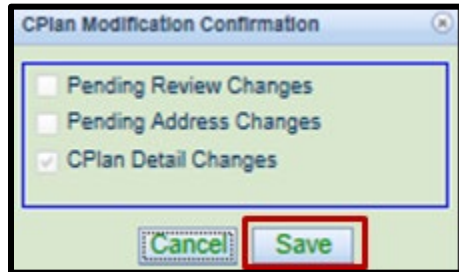 CPlan Modification Confirmation
Pending Review Changes
Pending Address Changes
CPlan Detail Changes
Cancel Save